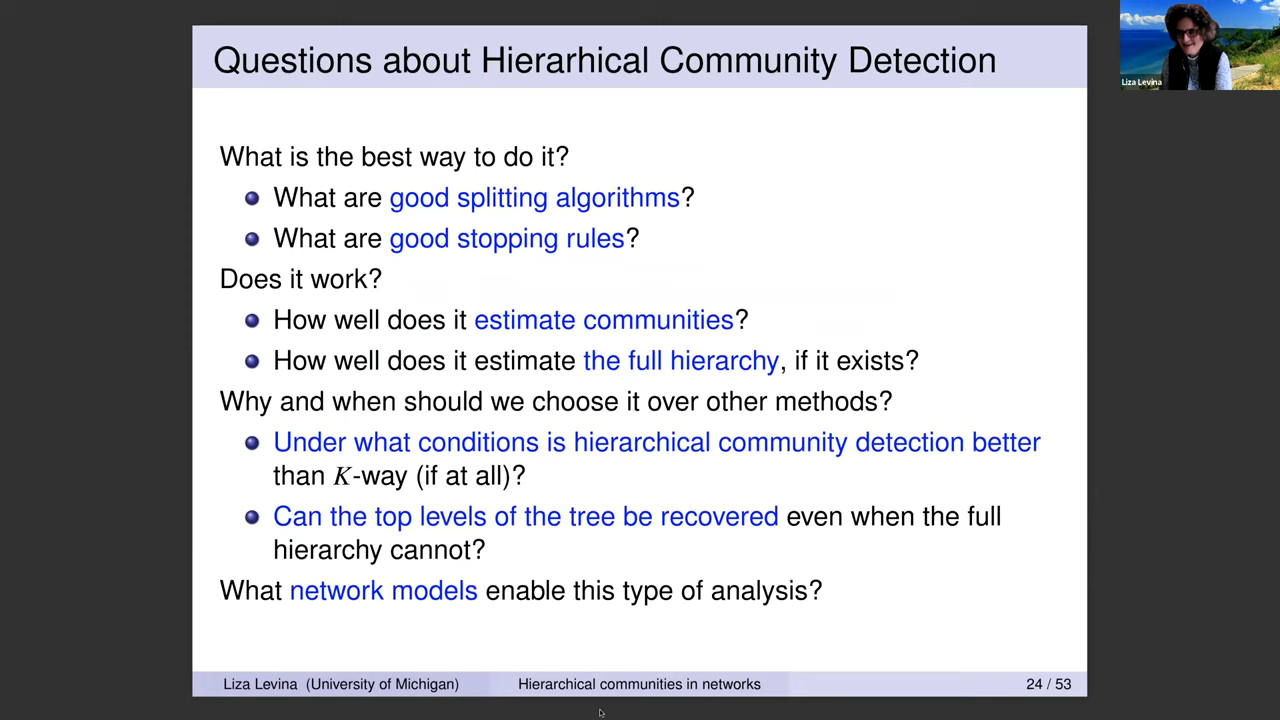 Questions about Hierarhical Community Detection
Liza Levina
What is the best way to do it?
What are good splitting algorithms?
What are good stopping rules?
Does it work?
How well does it estimate communities?
How well does it estimate the full hierarchy, if it exists?
Why and when should we choose it over other methods?
Under what conditions is hierarchical community detection better
than K-way (if at all)?
Can the top levels of the tree be recovered even when the full
hierarchy cannot?
What network models enable this type of analysis?
Liza Levina (University of Michigan) Hierarchical communities in networks 24 / 53